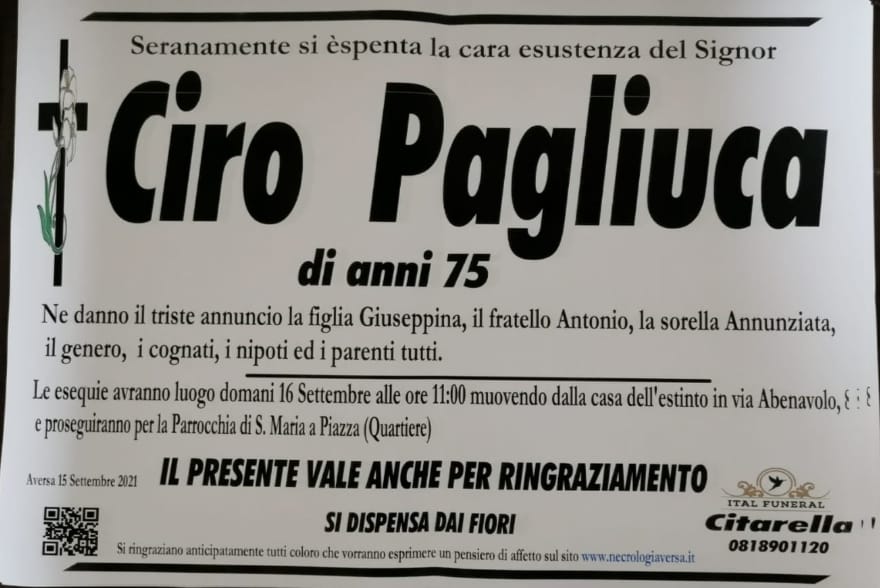 Seranamente si èspenta la cara esustenza del Signor
Ciro Pagliuca
di anni 75
Ne danno il triste annuncio la figlia Giuseppina, il fratello Antonio, la sorella Annunziata,
il genero, i cognati, i nipoti ed i parenti tutti.
Le esequie avranno luogo domani 16 Settembre alle ore 11:00 muovendo dalla casa dell'estinto in via Abenavolo,
e proseguiranno per la Parrocchia di S. Maria a Piazza (Quartiere)
Aversa 15 Settembre 2021
IL PRESENTE VALE ANCHE PER RINGRAZIAMENTO
SI DISPENSA DAI FIORI
Si ringraziano anticipatamente tutti coloro che vorranno esprimere un pensiero di affetto sul sito www.necrologiaversa.it
ITAL FUNERAL
Citarella
0818901120